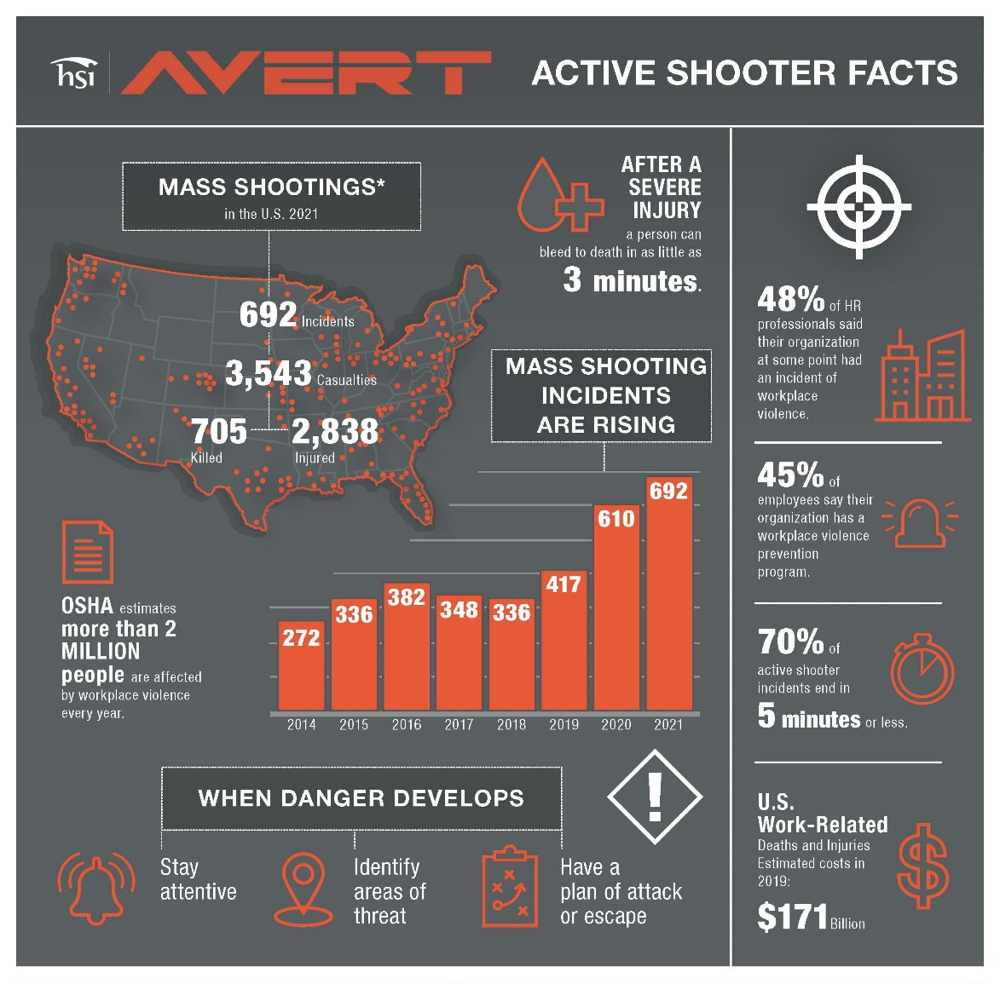 hsi AVERT ACTIVE SHOOTER FACTS
MASS SHOOTINGS*
in the U.S. 2021
692 Incidents
3,543 Casualties
705 2,838
Killed Injured
AFTER A
SEVERE
INJURY
a person can
bleed to death in as little as
3 minutes.
MASS SHOOTING
INCIDENTS
ARE RISING
272
336
382
348
336
417
610
692
2014 2015 2016 2017 2018 2019 2020 2021
OSHA estimates
more than 2
MILLION
people are affected
by workplace violence
every year.
WHEN DANGER DEVELOPS
!
Stay
attentive
Identify
areas of
threat
Have a
plan of attack
or escape
48% of HR
professionals said
their organization
at some point had
an incident of
workplace
violence.
45% of
employees say their
organization has a
workplace violence
prevention
program.
70% of
active shooter
incidents end in
5 minutes or less.
U.S.
Work-Related
Deaths and Injuries
Estimated costs in
2019:
$
$171 Billion